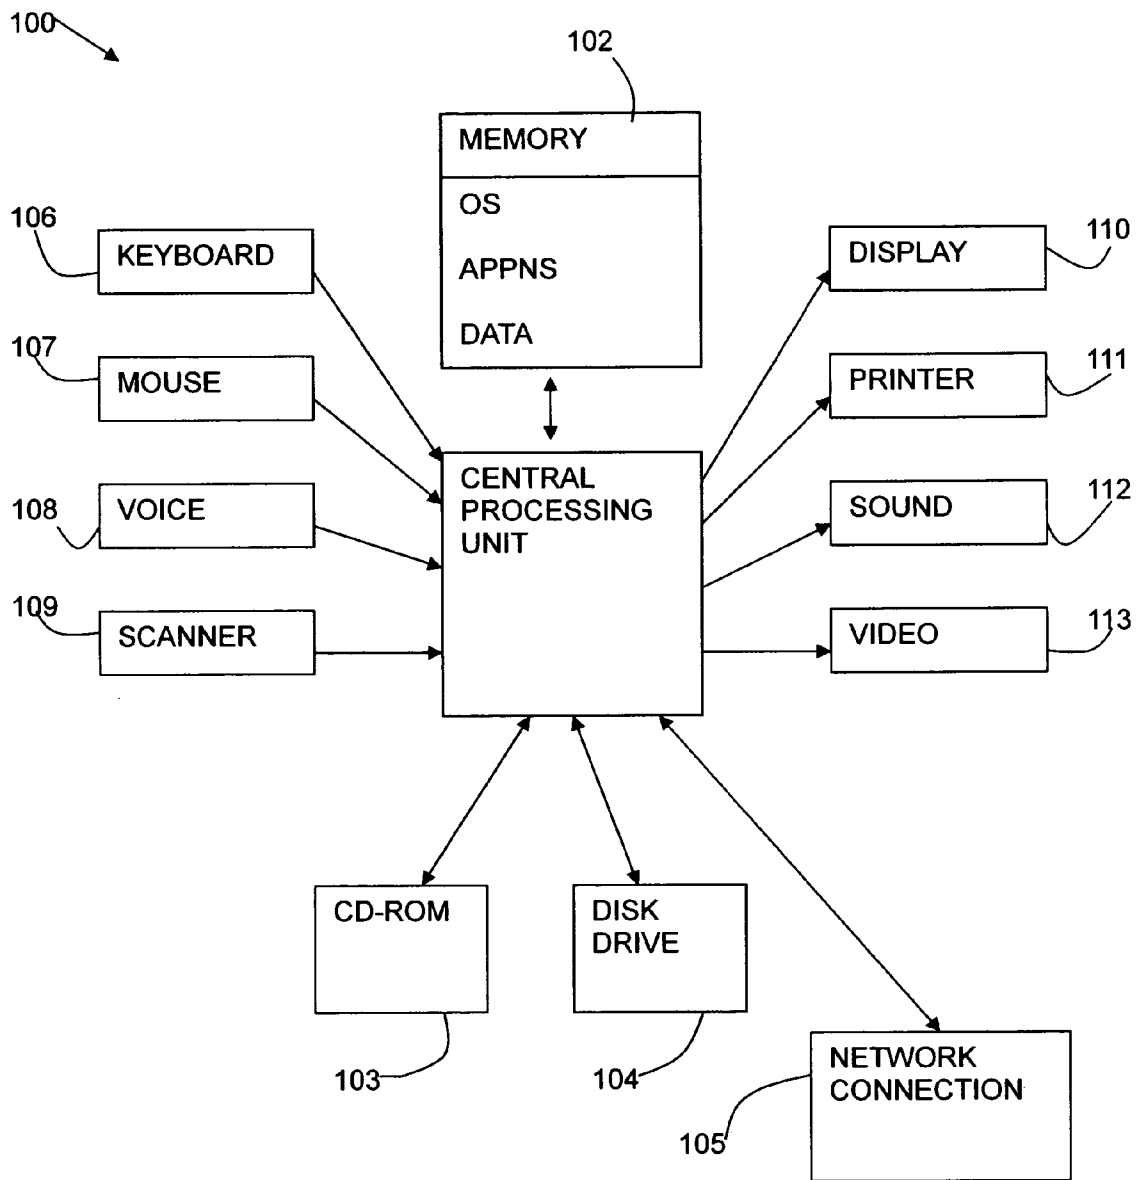 100
102
MEMORY
OS
APPNS
DATA
106
KEYBOARD
107
MOUSE
108
VOICE
109
SCANNER
CENTRAL
PROCESSING
UNIT
DISPLAY
110
PRINTER
111
SOUND
112
VIDEO
113
CD-ROM
103
DISK
DRIVE
104
NETWORK
CONNECTION
105